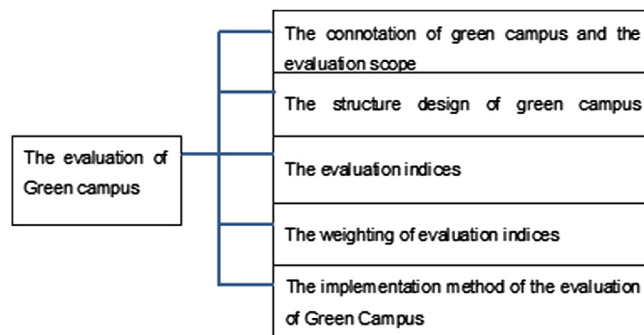 The evaluation of
Green campus
The connotation of green campus and the
evaluation scope
The structure design of green campus
The evaluation indices
The weighting of evaluation indices
The implementation method of the evaluation
of Green Campus